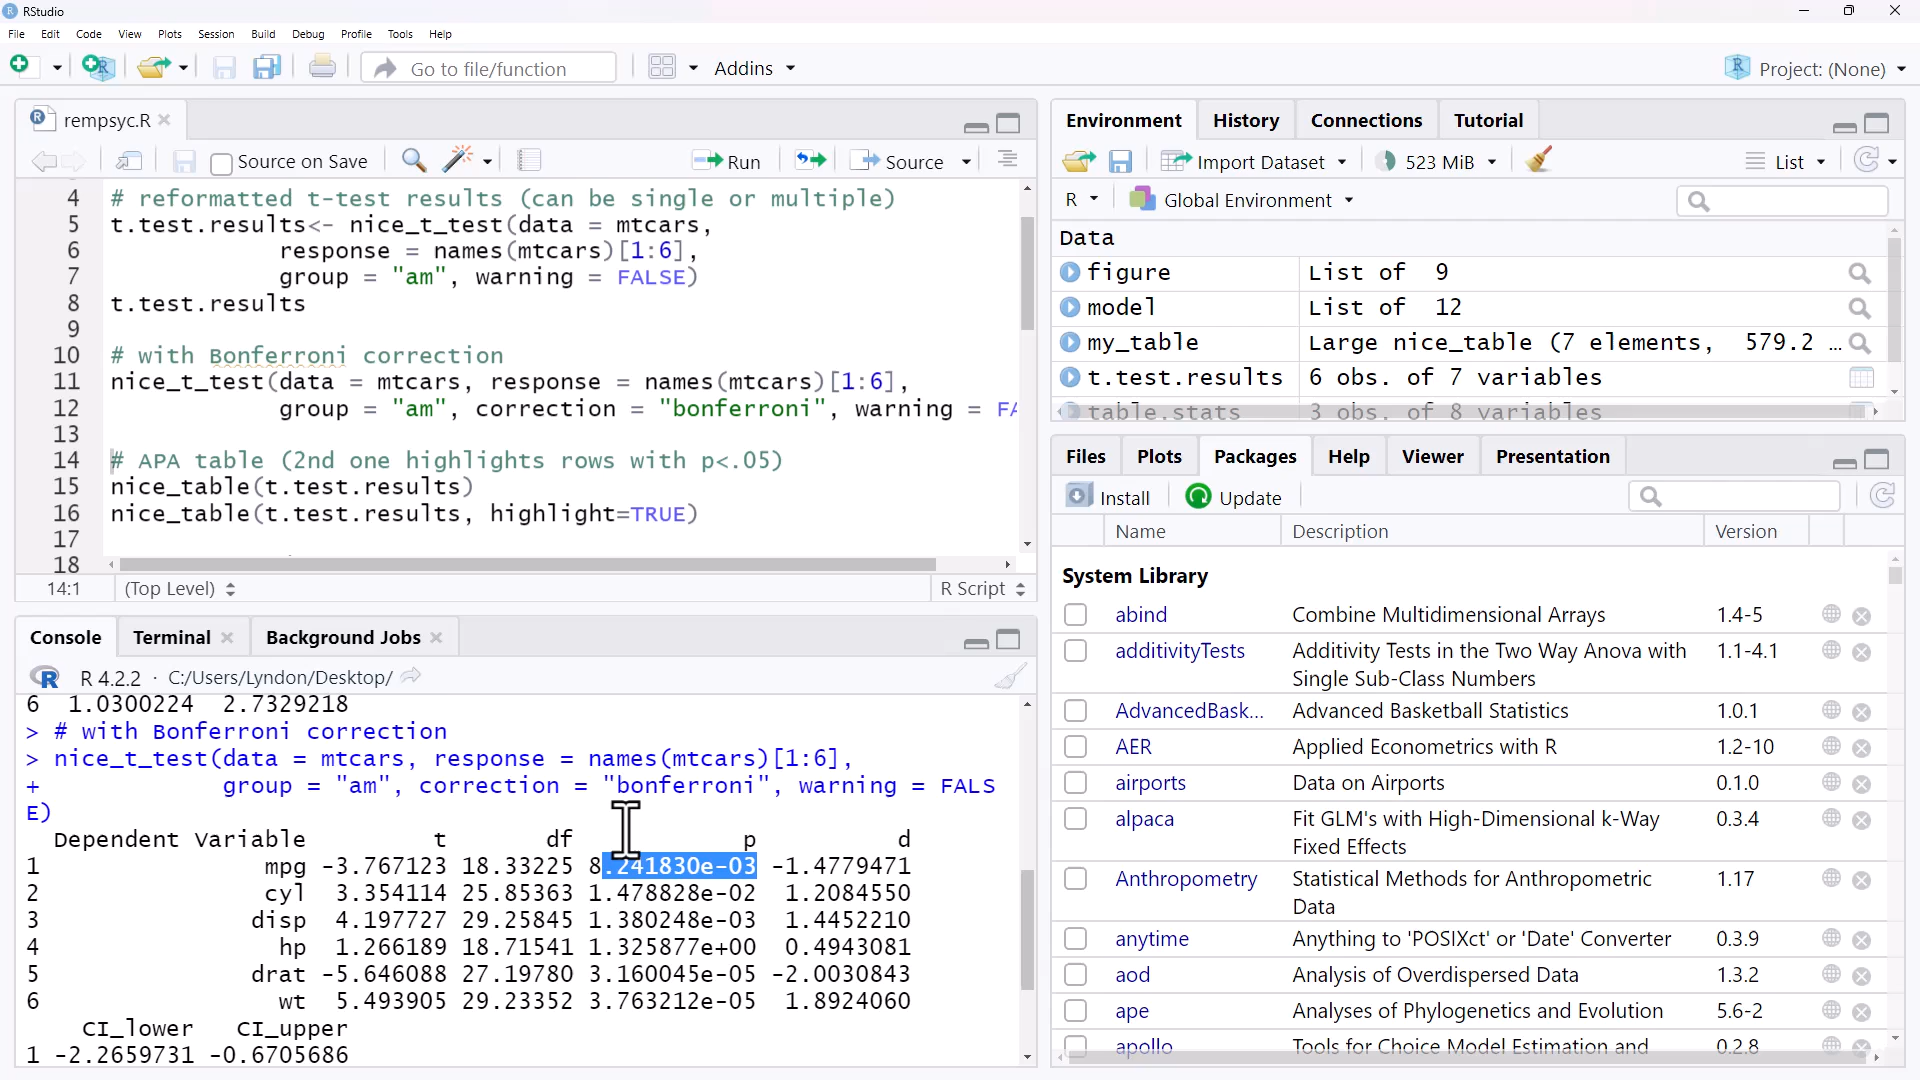 RStudio
File Edit Code View Plots Session Build Debug Profile Tools Help
Go to file/function Addins Project: (None)
rempsyc.R
Source on Save Run Source
4 # reformatted t-test results (can be single or multiple)
5 t.test.results<- nice_t_test(data = mtcars,
6 response = names(mtcars)[1:6],
7 group = "am", warning = FALSE)
8 t.test.results
9
10 # with Bonferroni correction
11 nice_t_test(data = mtcars, response = names(mtcars)[1:6],
12 group = "am", correction = "bonferroni", warning = FA
13
14 # APA table (2nd one highlights rows with p<.05)
15 nice_table(t.test.results)
16 nice_table(t.test.results, highlight=TRUE)
17
18
14:1 (Top Level) R Script
Console Terminal Background Jobs
R 4.2.2 · C:/Users/Lyndon/Desktop/
6 1.0300224 2.7329218
> # with Bonferroni correction
> nice_t_test(data = mtcars, response = names(mtcars)[1:6],
+ group = "am", correction = "bonferroni", warning = FALS
E)
Dependent Variable t df p d
1 mpg -3.767123 18.33225 8.241830e-03 -1.4779471
2 cyl 3.354114 25.85363 1.478828e-02 1.2084550
3 disp 4.197727 29.25845 1.380248e-03 1.4452210
4 hp 1.266189 18.71541 1.325877e+00 0.4943081
5 drat -5.646088 27.19780 3.160045e-05 -2.0030843
6 wt 5.493905 29.23352 3.763212e-05 1.8924060
CI_lower CI_upper
1 -2.2659731 -0.6705686
Environment History Connections Tutorial
Import Dataset 523 MiB List
R Global Environment
Data
figure List of 9
model List of 12
my_table Large nice_table (7 elements, 579.2 ...
t.test.results 6 obs. of 7 variables
table.stats 3 obs. of 8 variables
Files Plots Packages Help Viewer Presentation
Install Update
Name Description Version
System Library
abind Combine Multidimensional Arrays 1.4-5
additivityTests Additivity Tests in the Two Way Anova with 1.1-4.1
Single Sub-Class Numbers
AdvancedBask... Advanced Basketball Statistics 1.0.1
AER Applied Econometrics with R 1.2-10
airports Data on Airports 0.1.0
alpaca Fit GLM's with High-Dimensional k-Way 0.3.4
Fixed Effects
Anthropometry Statistical Methods for Anthropometric 1.17
Data
anytime Anything to 'POSIXct' or 'Date' Converter 0.3.9
aod Analysis of Overdispersed Data 1.3.2
ape Analyses of Phylogenetics and Evolution 5.6-2
apollo Tools for Choice Model Estimation and 0.2.8